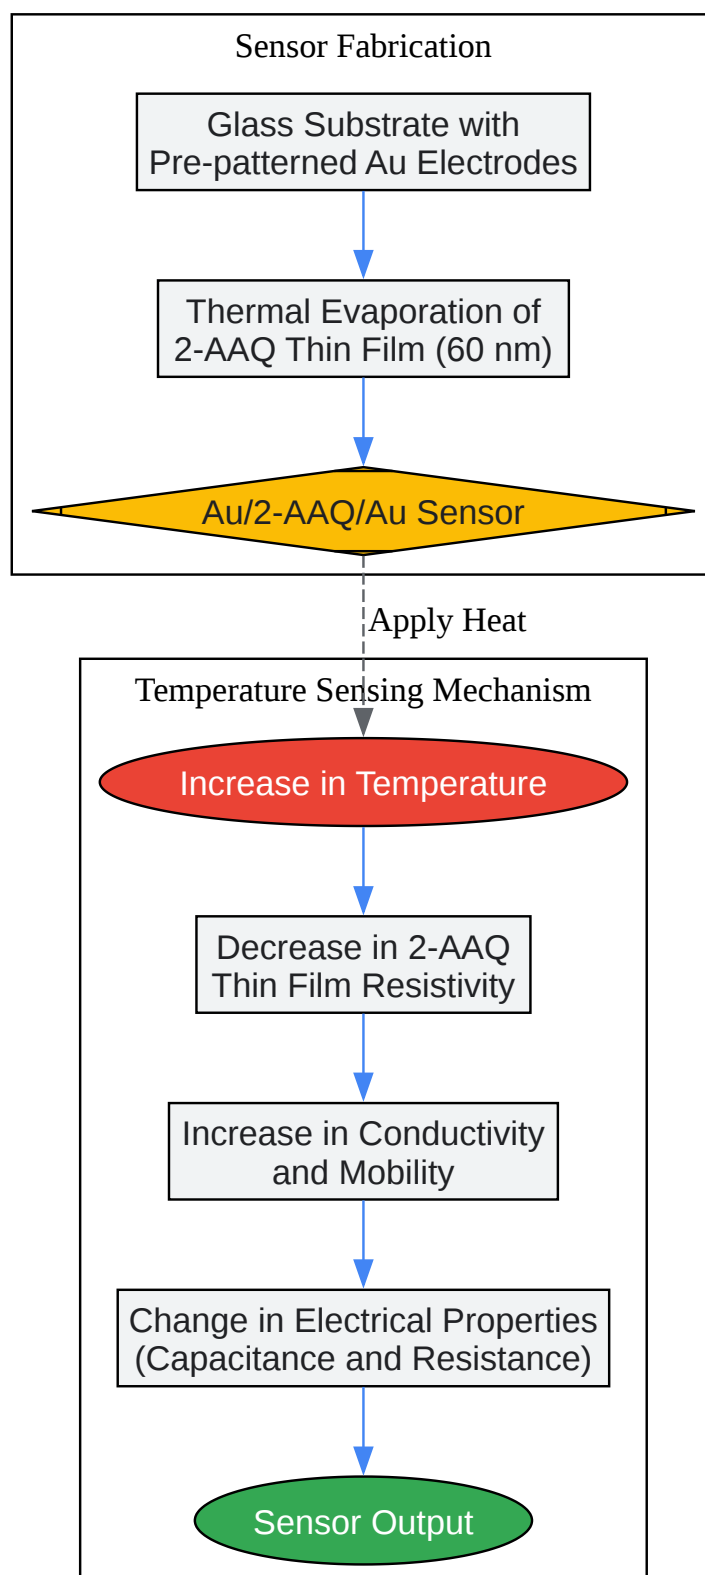 Sensor Fabrication
Glass Substrate with
Pre-patterned Au Electrodes
Thermal Evaporation of
2-AAQ Thin Film (60 nm)
Au/2-AAQ/Au Sensor
Apply Heat
Temperature Sensing Mechanism
Increase in Temperature
Decrease in 2-AAQ
Thin Film Resistivity
Increase in Conductivity
and Mobility
Change in Electrical Properties
(Capacitance and Resistance)
Sensor Output